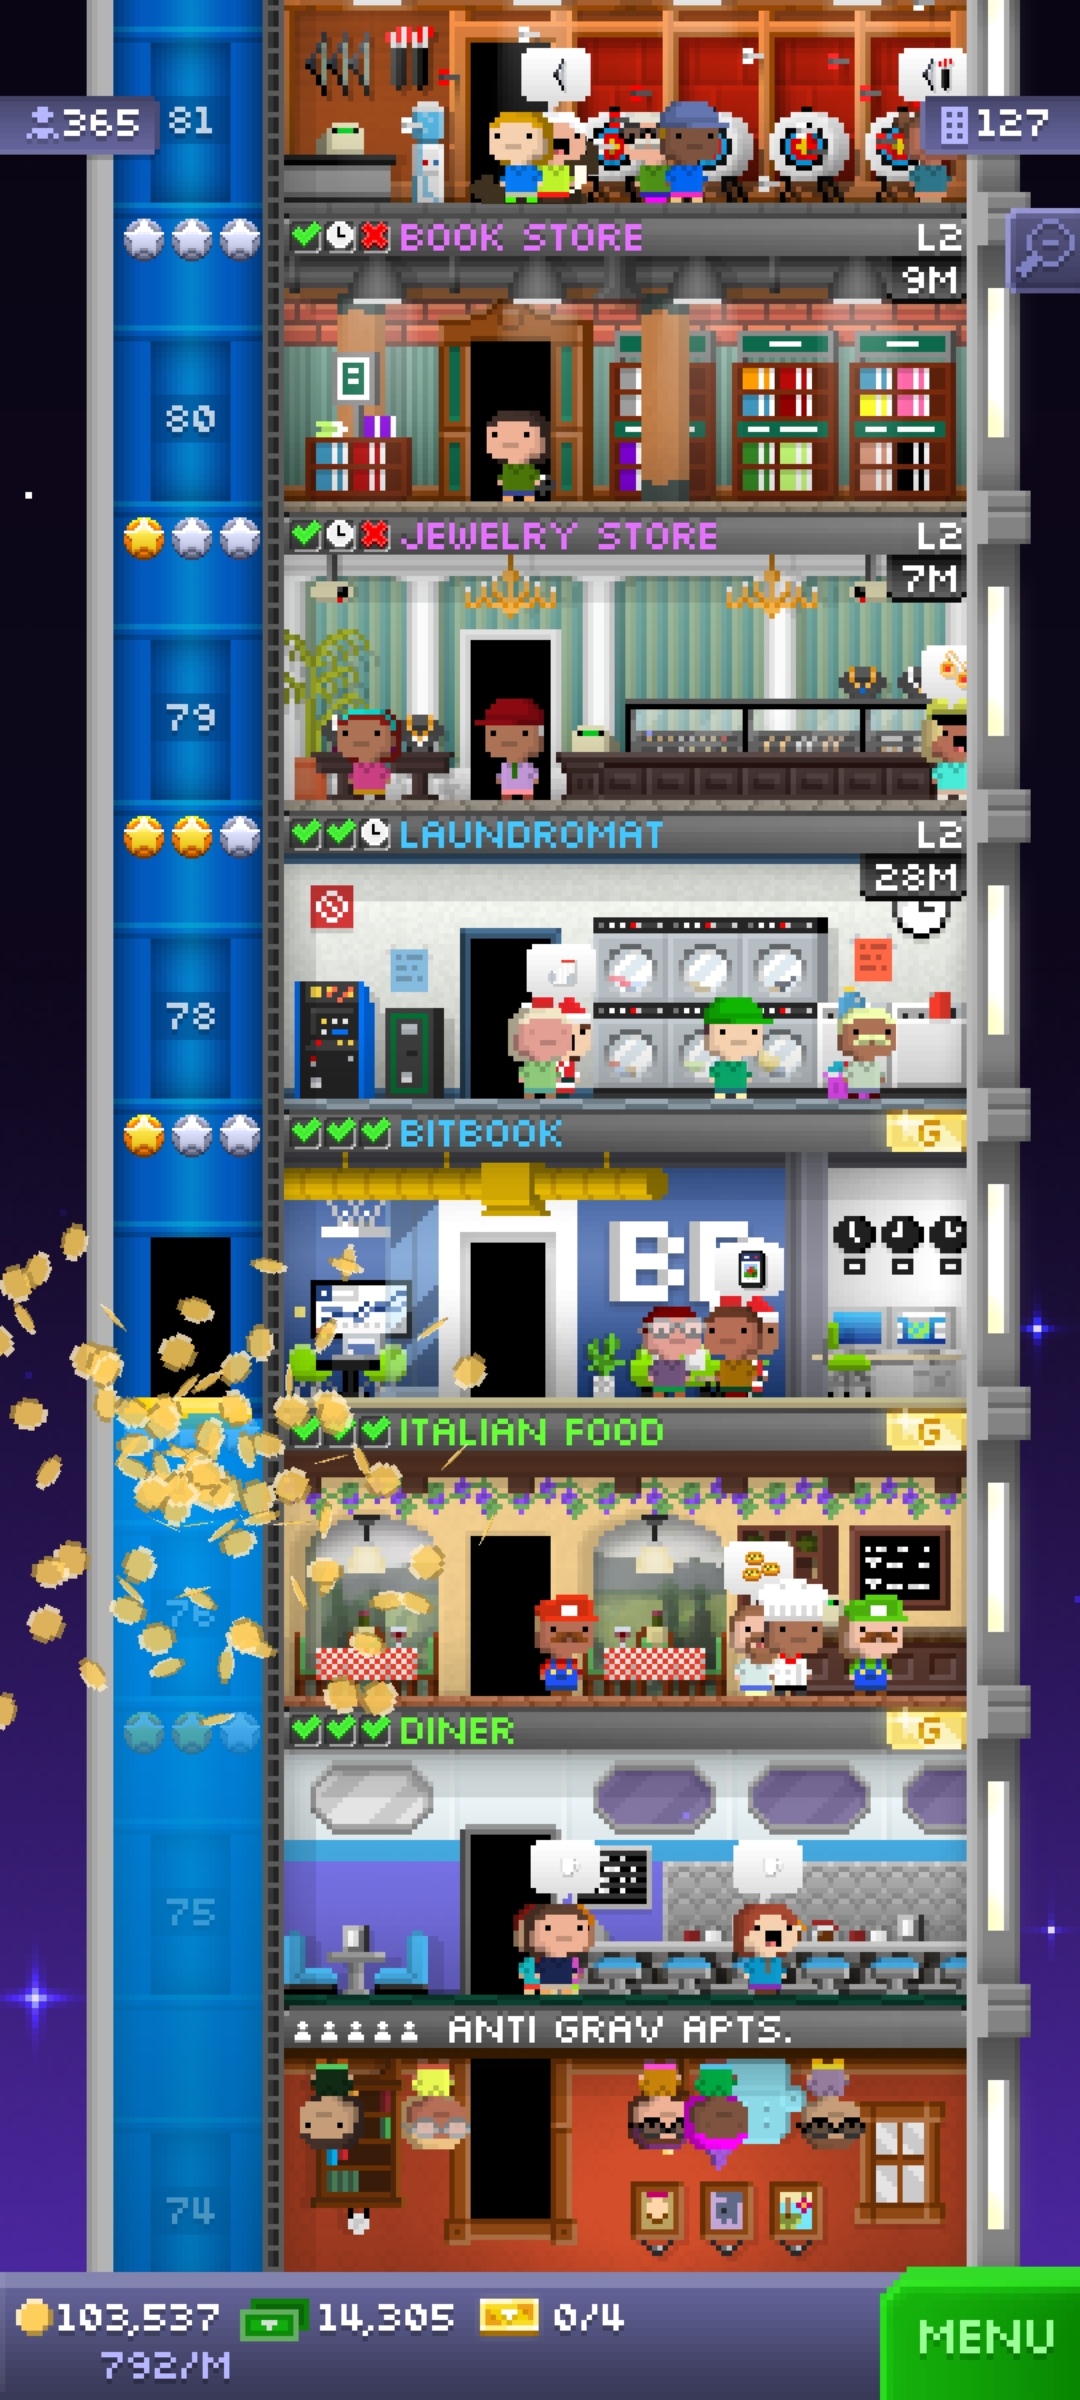 365
81
127
BOOK STORE
L2
9M
80
JEWELRY STORE
L2
7M
79
LAUNDROMAT
L2
28M
78
BITBOOK
G
ITALIAN FOOD
G
76
DINER
G
75
ANTI GRAV APTS.
74
103,537
14,305
0/4
792/M
MENU